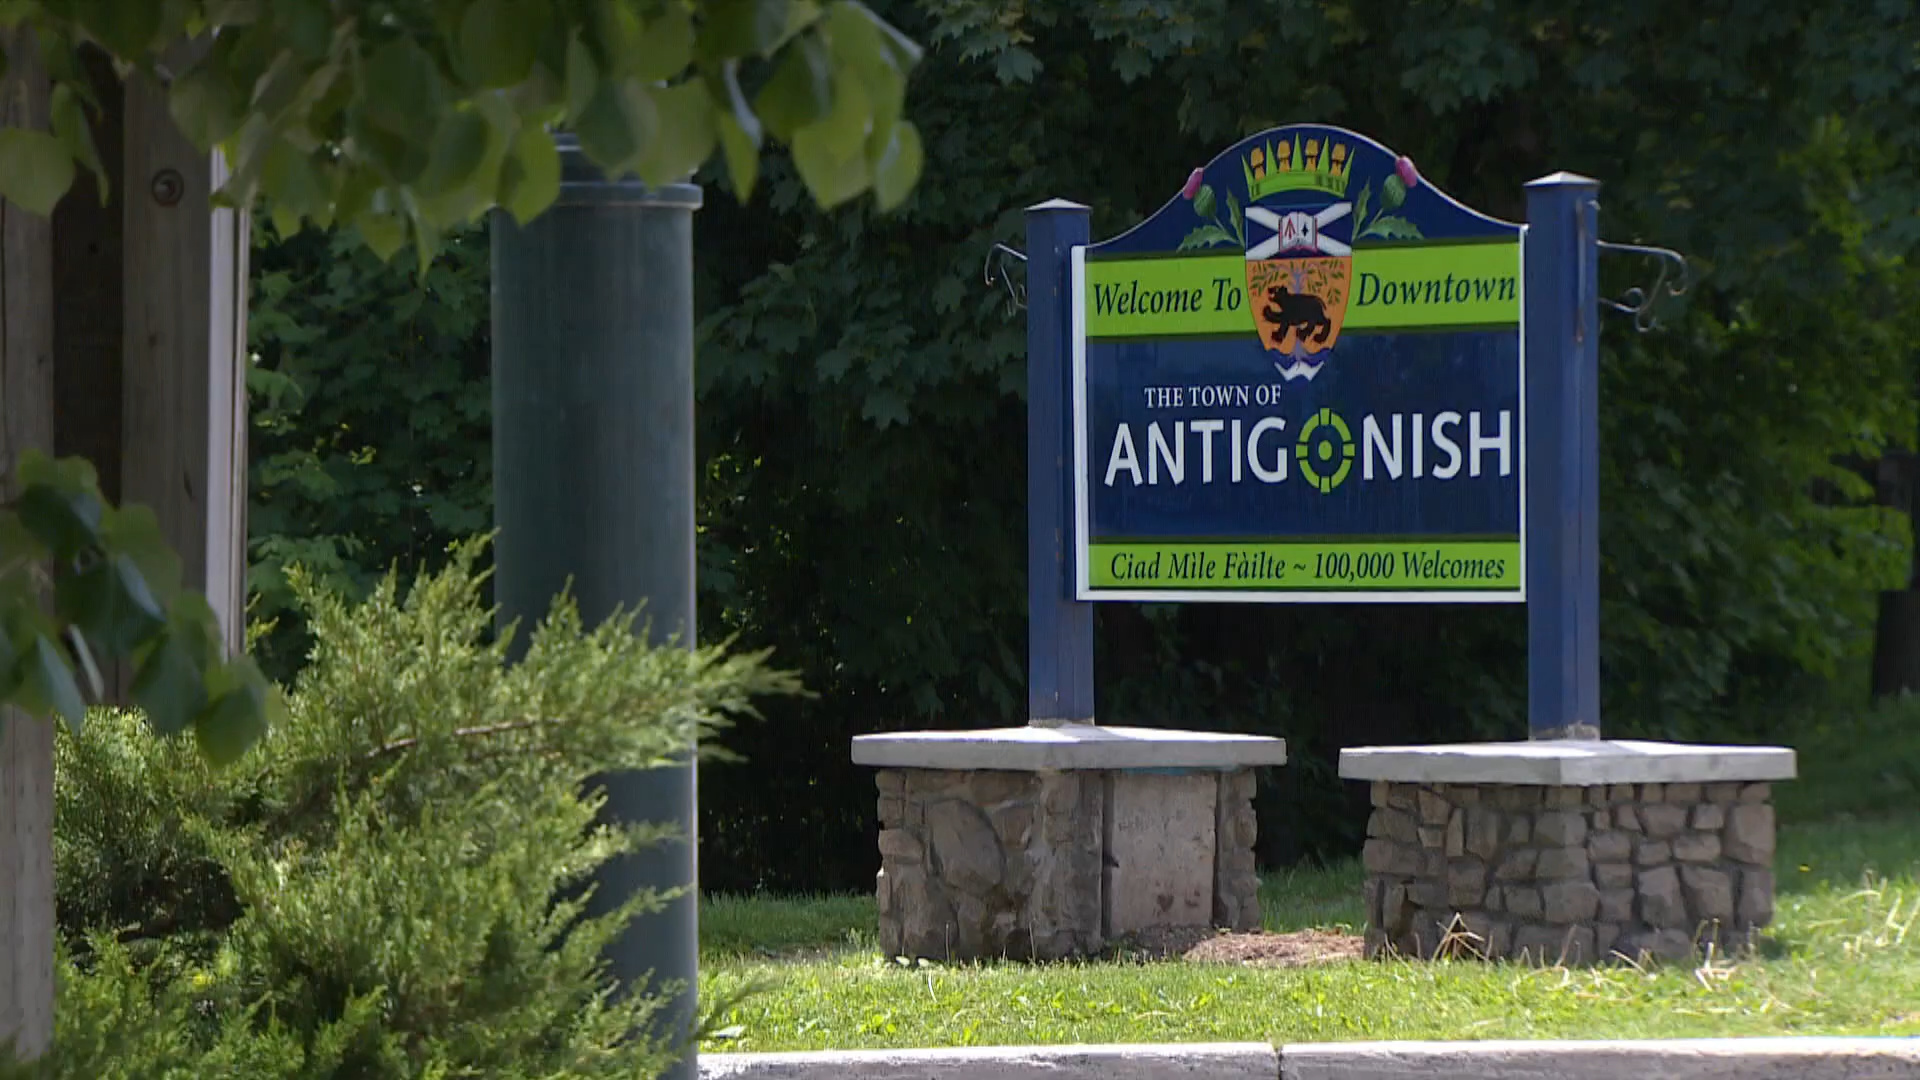 Welcome To Downtown
THE TOWN OF
ANTIGONISH
Ciad Mìle Fàilte ~ 100,000 Welcomes